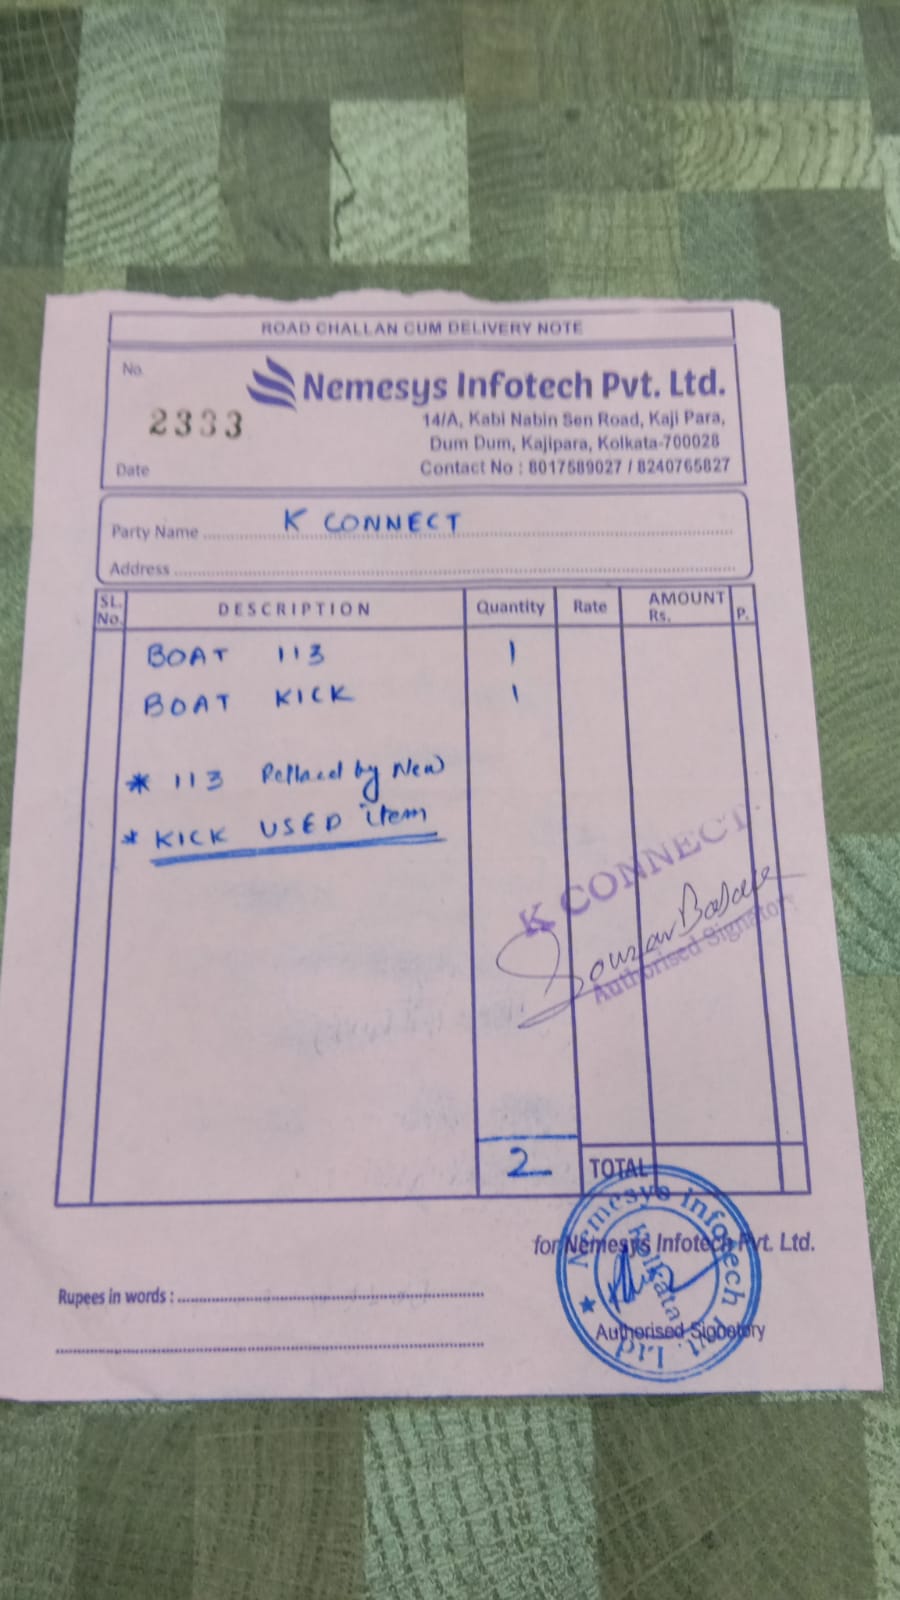 ROAD CHALLAN CUM DELIVERY NOTE
No.
Nemesys Infotech Pvt. Ltd.
2333
14/A, Kabi Nabin Sen Road, Kaji Para,
Dum Dum, Kajipara, Kolkata-700028
Date
Contact No : 8017589027 / 8240765827
Party Name K CONNECT
Address
SL. No. DESCRIPTION Quantity Rate AMOUNT Rs. P.
BOAT 113 1
BOAT KICK 1
* 113 by New
* KICK USED item
K CONNECT
Authorised Signatory
2 TOTAL
for Nemesys Infotech Pvt. Ltd.
Rupees in words :
Authorised Signatory
Nemesys Infotech Pvt. Ltd.
Kolkata